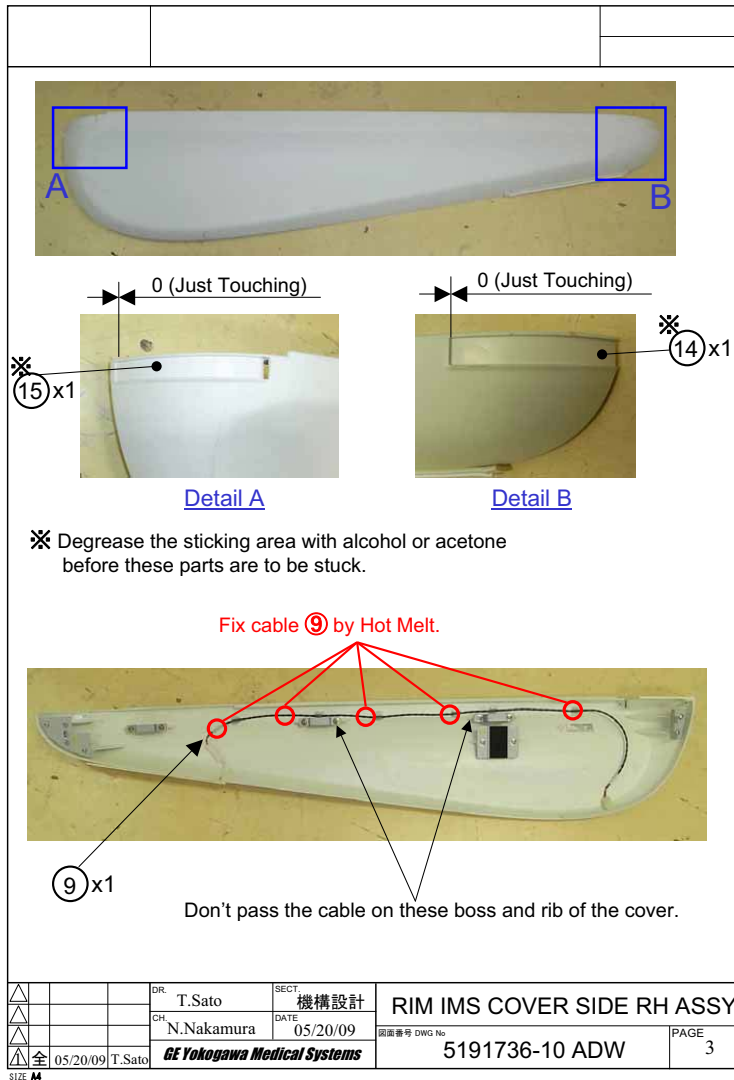 A
B
0 (Just Touching)
0 (Just Touching)
※
15 x1
※
14 x1
Detail A
Detail B
※ Degrease the sticking area with alcohol or acetone
before these parts are to be stuck.
Fix cable ⑨ by Hot Melt.
9 x1
Don't pass the cable on these boss and rib of the cover.
DR. T.Sato
SECT. 機構設計
RIM IMS COVER SIDE RH ASSY
CH. N.Nakamura
DATE 05/20/09
1 全 05/20/09 T.Sato
GE Yokogawa Medical Systems
図面番号 DWG No
5191736-10 ADW
PAGE 3
SIZE A4